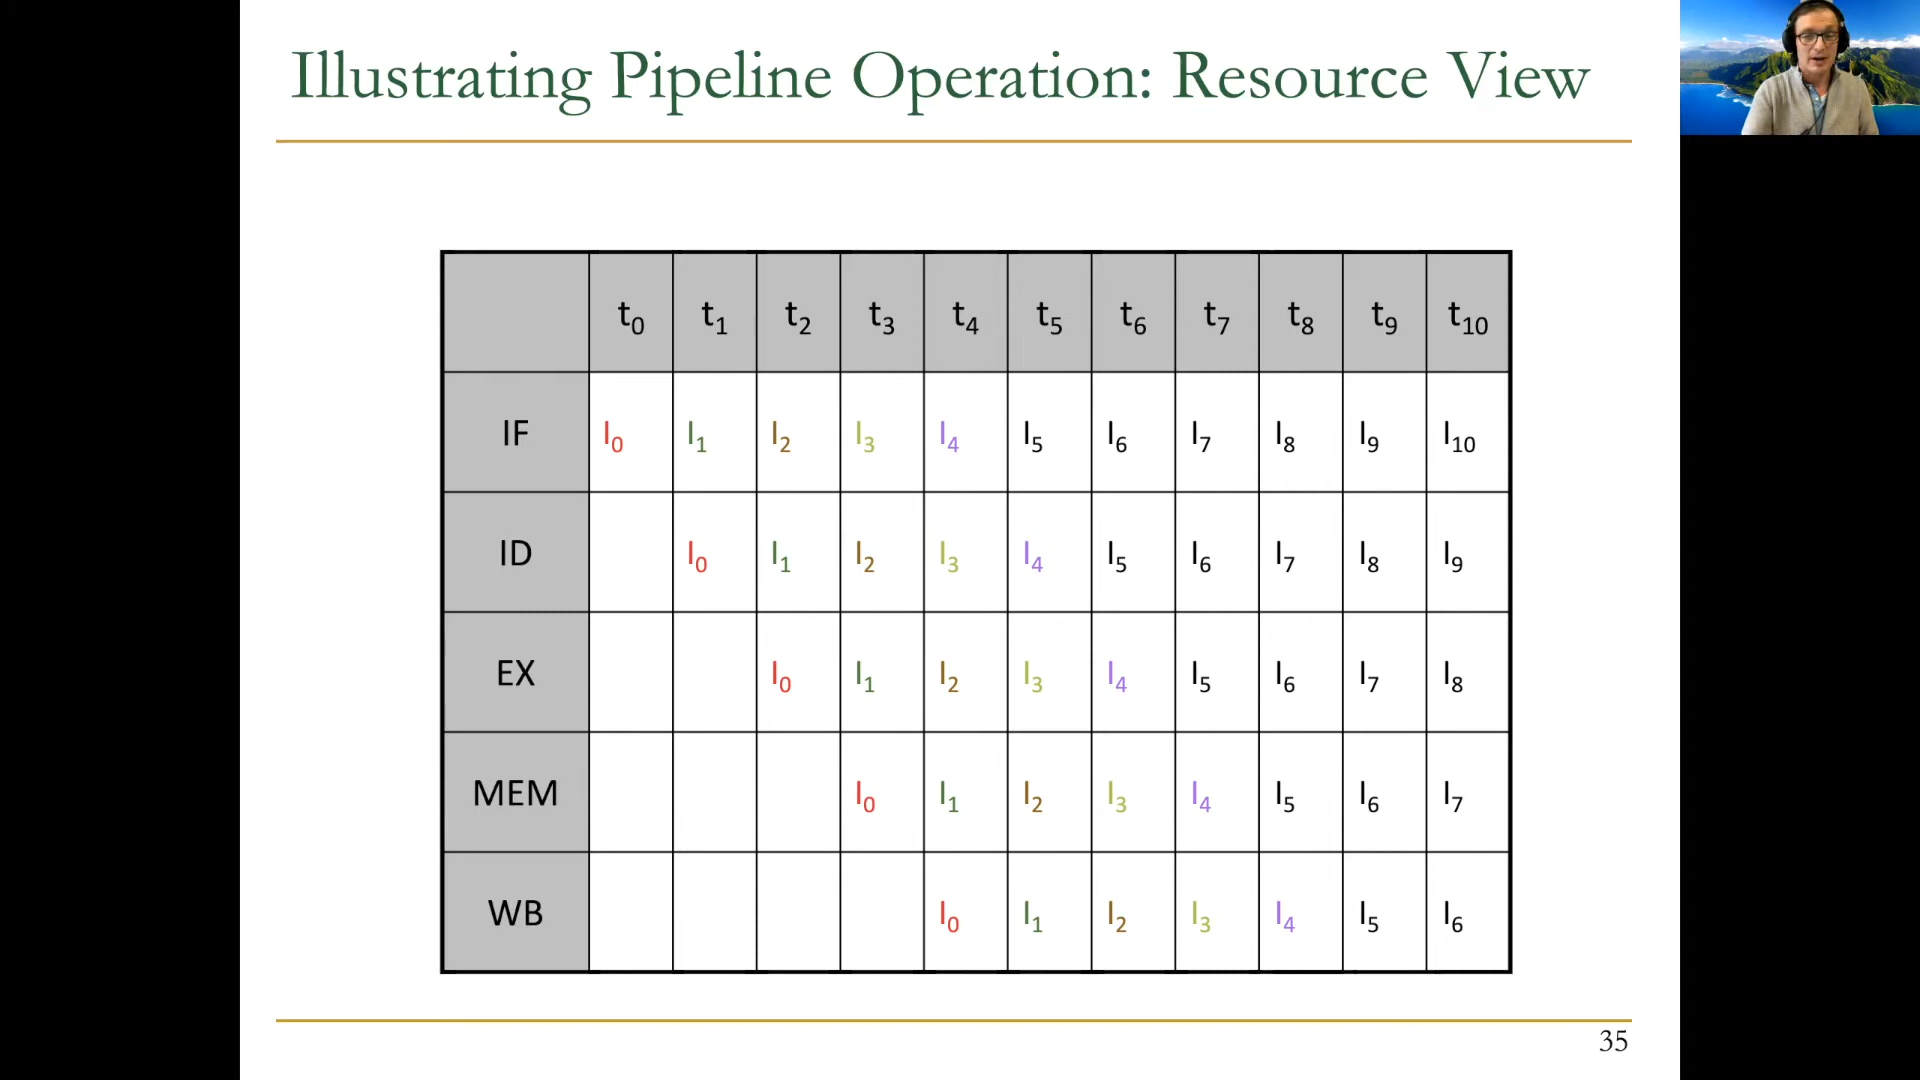 Illustrating Pipeline Operation: Resource View
t0 t1 t2 t3 t4 t5 t6 t7 t8 t9 t10
IF I0 I1 I2 I3 I4 I5 I6 I7 I8 I9 I10
ID I0 I1 I2 I3 I4 I5 I6 I7 I8 I9
EX I0 I1 I2 I3 I4 I5 I6 I7 I8
MEM I0 I1 I2 I3 I4 I5 I6 I7
WB I0 I1 I2 I3 I4 I5 I6
35